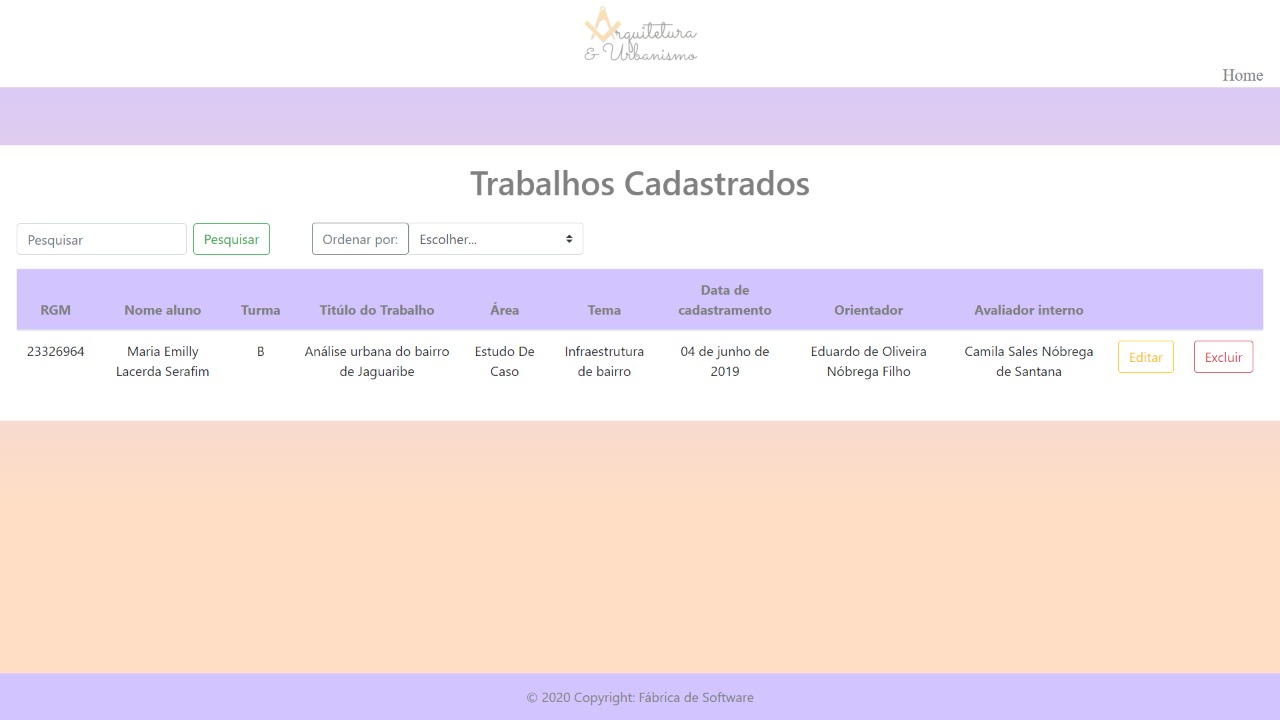 Arquitetura
& Urbanismo
Home
Trabalhos Cadastrados
Pesquisar Pesquisar Ordenar por: Escolher...
RGM Nome aluno Turma Titúlo do Trabalho Área Tema Data de cadastramento Orientador Avaliador interno
23326964 Maria Emilly B Análise urbana do bairro Estudo De Infraestrutura 04 de junho de Eduardo de Oliveira Camila Sales Nóbrega Editar Excluir
Lacerda Serafim de Jaguaribe Caso de bairro 2019 Nóbrega Filho de Santana
© 2020 Copyright: Fábrica de Software